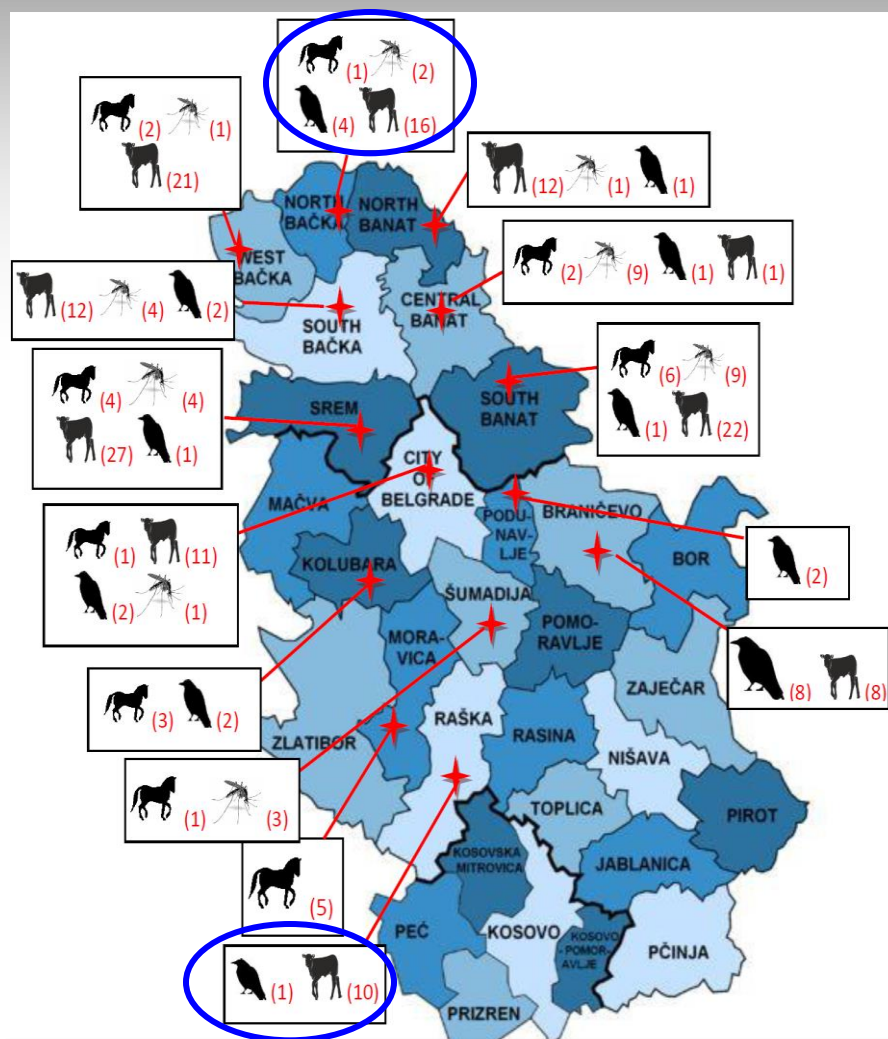 (1)
(2)
(4)
(16)
(2)
(1)
(21)
(12)
(1)
(1)
NORTH
BAČKA
NORTH
BANAT
WEST
BAČKA
(2)
(9)
(1)
(1)
(12)
(4)
(2)
CENTRAL
BANAT
SOUTH
BAČKA
(6)
(9)
(1)
(22)
(4)
(4)
(27)
(1)
SREM
SOUTH
BANAT
CITY
OF
BELGRADE
MAČVA
PODU-
NAV-
LJE
BRANIČEVO
BOR
(1)
(11)
(2)
(1)
(2)
KOLUBARA
ŠUMADIJA
MORA-
VICA
POMO-
RAVLJE
(8)
(8)
ZAJEČAR
(3)
(2)
ZLATIBOR
RAŠKA
RASINA
NIŠAVA
(1)
(3)
TOPLICA
PIROT
KOSOVSKA
MITROVICA
JABLANICA
(5)
PEĆ
KOSOVO
KOSOVO
-POMOR-
AVLJE
PČINJA
(1)
(10)
PRIZREN